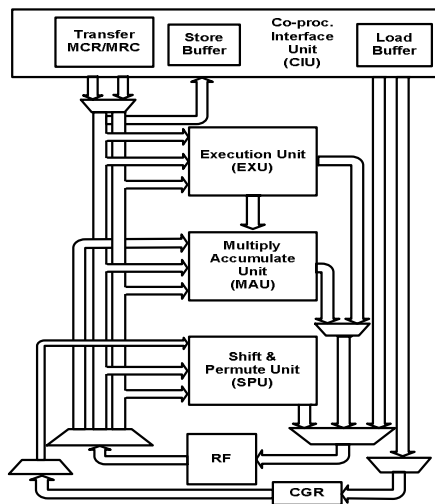 Transfer
MCR/MRC
Store
Buffer
Co-proc.
Interface
Unit
(CIU)
Load
Buffer
Execution Unit
(EXU)
Multiply
Accumulate
Unit
(MAU)
Shift &
Permute Unit
(SPU)
RF
CGR